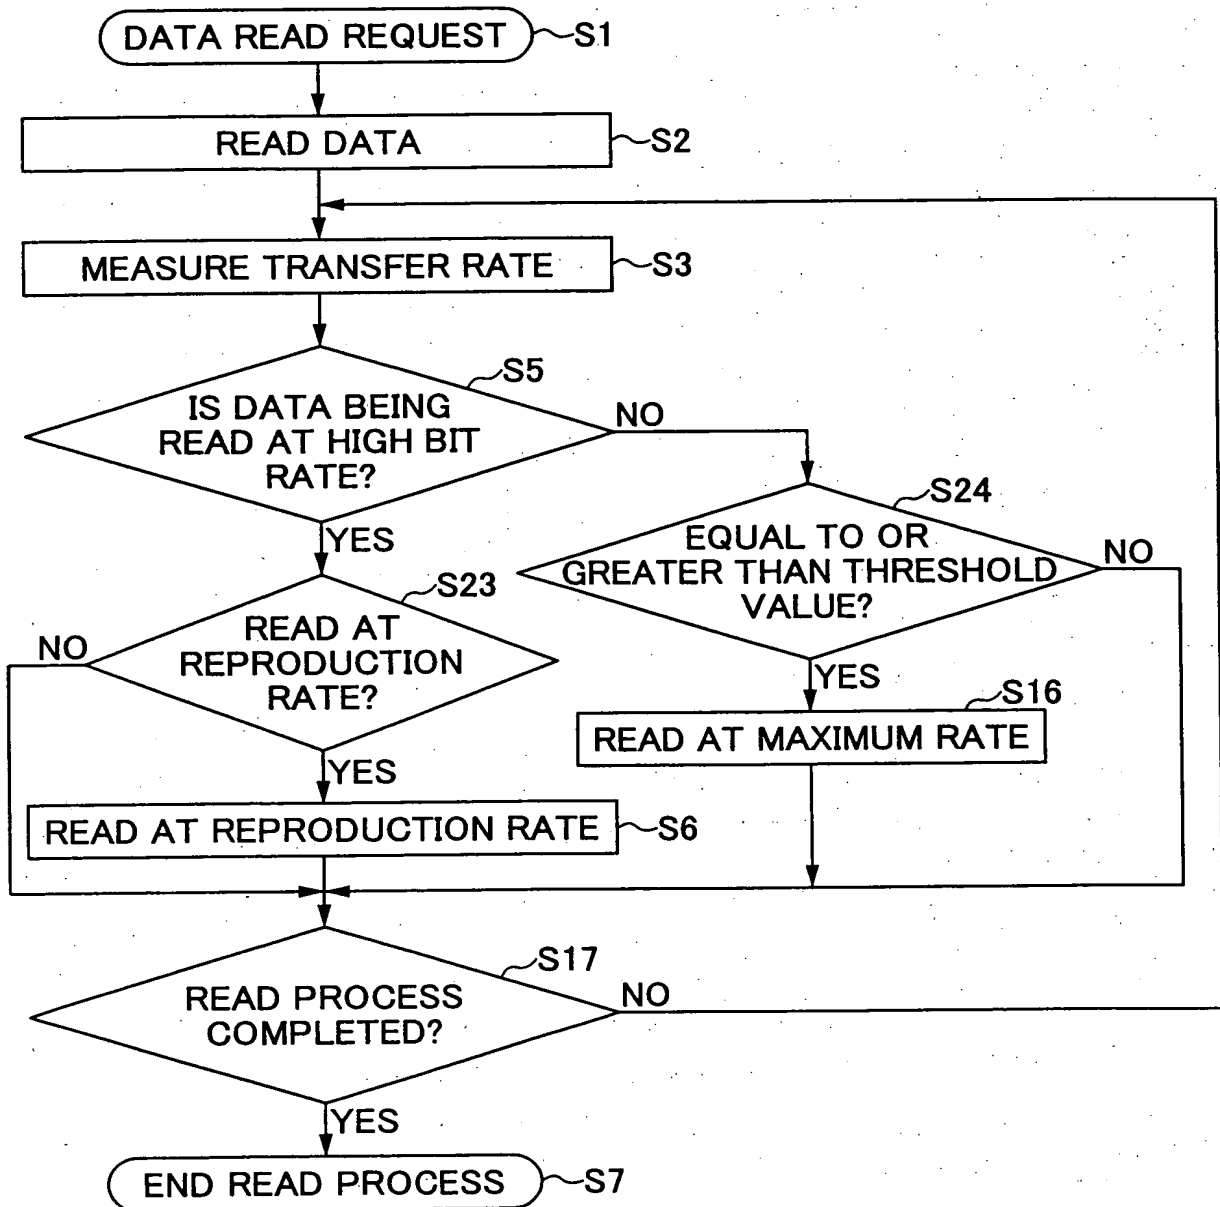 DATA READ REQUEST
S1
READ DATA
S2
MEASURE TRANSFER RATE
S3
S5
IS DATA BEING
READ AT HIGH BIT
RATE?
NO
YES
S24
EQUAL TO OR
GREATER THAN THRESHOLD
VALUE?
NO
YES
S23
READ AT
REPRODUCTION
RATE?
NO
YES
S16
READ AT MAXIMUM RATE
READ AT REPRODUCTION RATE
S6
S17
READ PROCESS
COMPLETED?
NO
YES
END READ PROCESS
S7